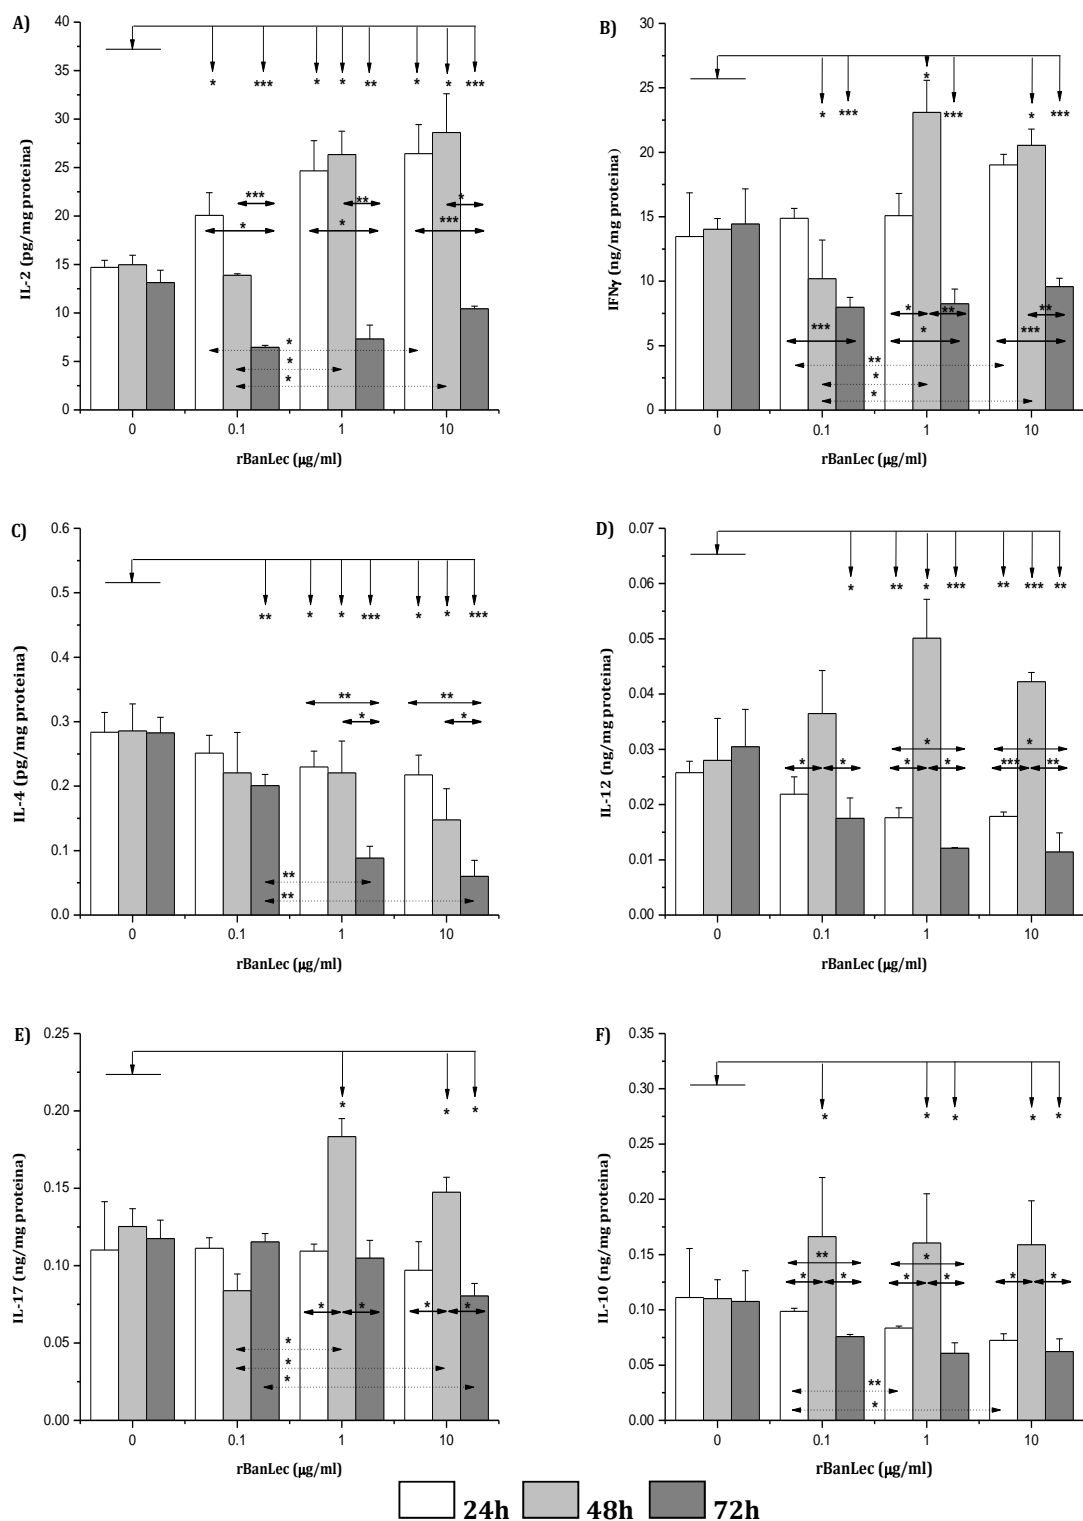 A)
IL-2 (pg/mg proteina)
40
35
30
25
20
15
10
5
0
* *** * * ** * * ***
*** ** *
* * ***
*
*
*
0 0.1 1 10
rBanLec (µg/ml)
B)
IFNγ (ng/mg proteina)
30
25
20
15
10
5
0
* *** * *** * ***
* ** **
*** * ***
**
*
*
0 0.1 1 10
rBanLec (µg/ml)
C)
IL-4 (pg/mg proteina)
0.6
0.5
0.4
0.3
0.2
0.1
0.0
** * * *** * * ***
** **
* *
**
**
0 0.1 1 10
rBanLec (µg/ml)
D)
IL-12 (ng/mg proteina)
0.07
0.06
0.05
0.04
0.03
0.02
0.01
0.00
* ** * *** ** *** **
* *
* * * * *** **
0 0.1 1 10
rBanLec (µg/ml)
E)
IL-17 (ng/mg proteina)
0.25
0.20
0.15
0.10
0.05
0.00
* * *
* * * *
*
*
*
0 0.1 1 10
rBanLec (µg/ml)
F)
IL-10 (ng/mg proteina)
0.35
0.30
0.25
0.20
0.15
0.10
0.05
0.00
* * * * *
** *
* * * * * *
**
*
0 0.1 1 10
rBanLec (µg/ml)
24h 48h 72h